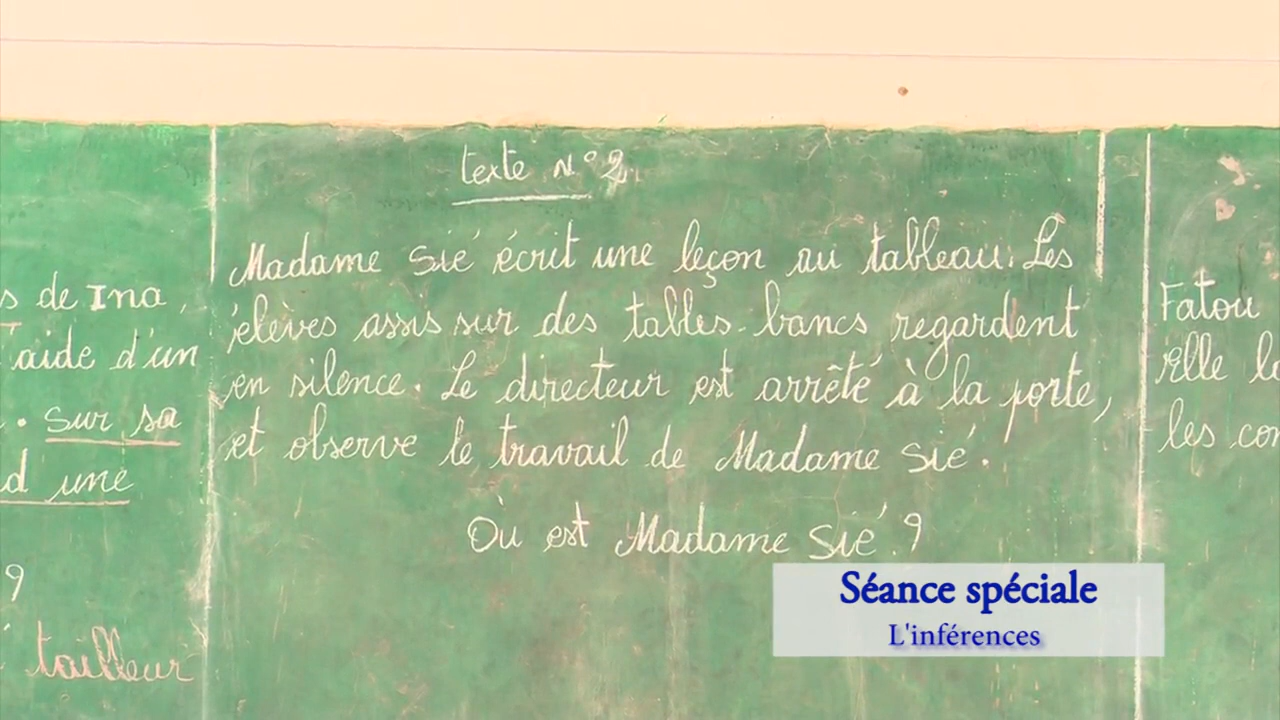 texte N°2
Madame Sié écrit une leçon au tableau. Les
élèves assis sur des tables-bancs regardent
en silence. Le directeur est arrêté à la porte,
et observe le travail de Madame Sié.
Où est Madame Sié ?
s de Ina,
aide d'un
. Sur sa
d une
?
tailleur
Fatou
Elle
les
Séance spéciale
L'inférences